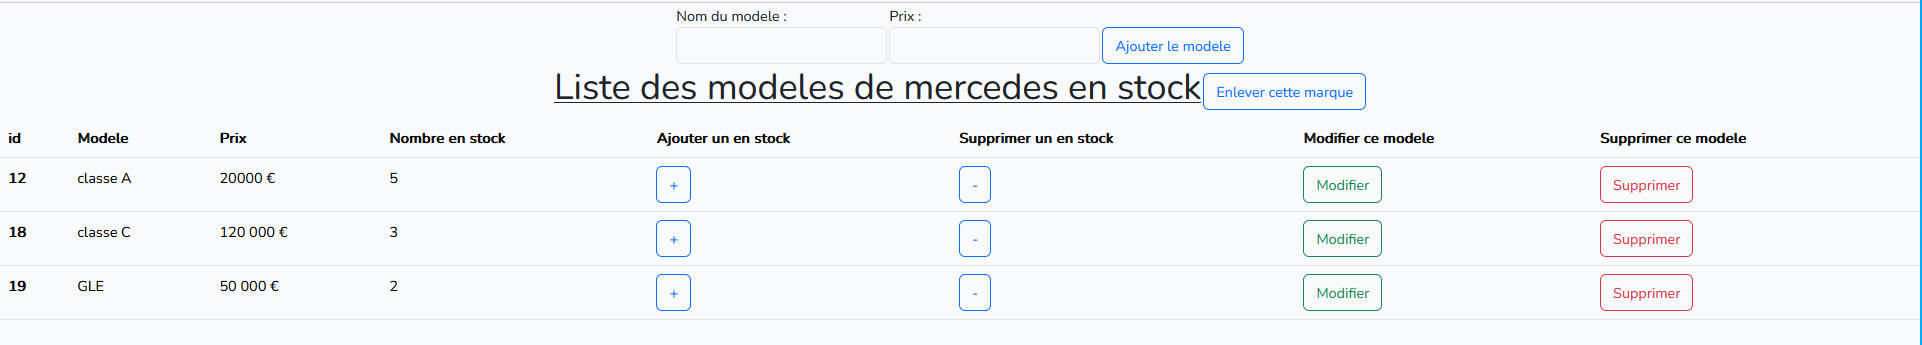 Nom du modele : Prix :
Ajouter le modele
Liste des modeles de mercedes en stock Enlever cette marque
id Modele Prix Nombre en stock Ajouter un en stock Supprimer un en stock Modifier ce modele Supprimer ce modele
12 classe A 20000 € 5 + - Modifier Supprimer
18 classe C 120 000 € 3 + - Modifier Supprimer
19 GLE 50 000 € 2 + - Modifier Supprimer